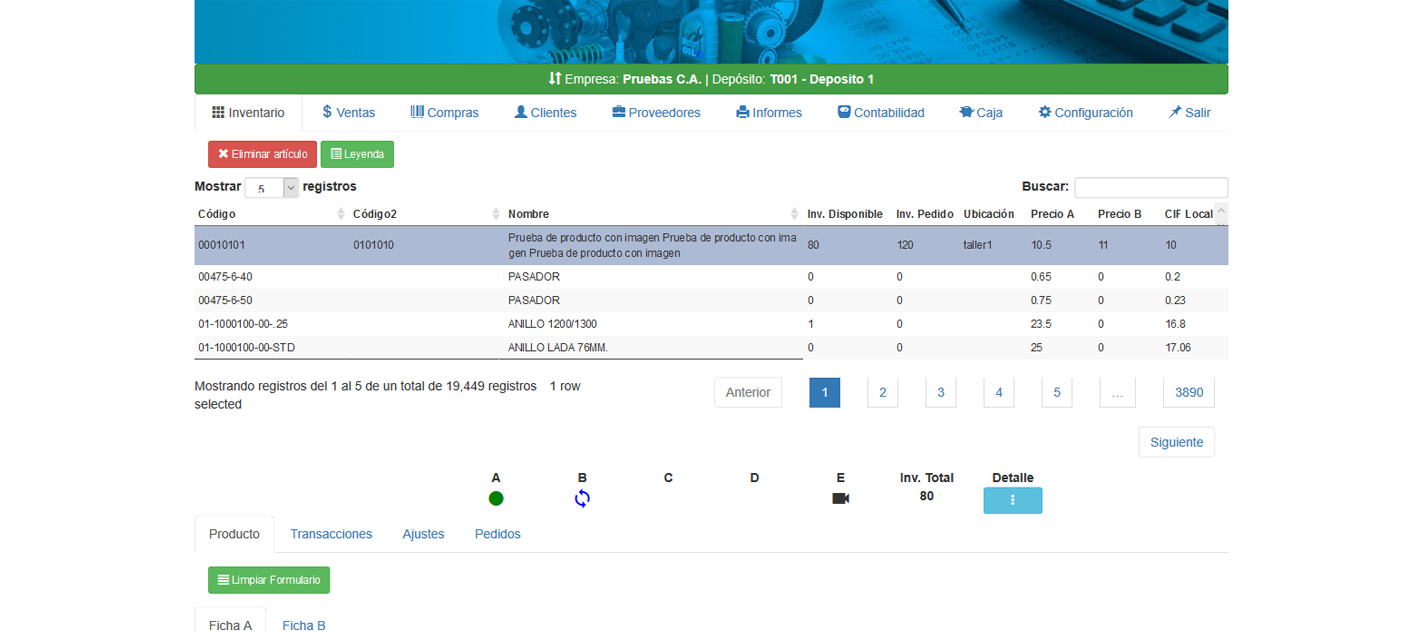 OIL
Empresa: Pruebas C.A. | Depósito: T001 - Deposito 1
Inventario Ventas Compras Clientes Proveedores Informes Contabilidad Caja Configuración Salir
Eliminar artículo Leyenda
Mostrar 5 registros Buscar:
Código Código2 Nombre Inv. Disponible Inv. Pedido Ubicación Precio A Precio B CIF Local
00010101 0101010 Prueba de producto con imagen Prueba de producto con ima 80 120 taller1 10.5 11 10
gen Prueba de producto con imagen
00475-6-40 PASADOR 0 0 0.65 0 0.2
00475-6-50 PASADOR 0 0 0.75 0 0.23
01-1000100-00-.25 ANILLO 1200/1300 1 0 23.5 0 16.8
01-1000100-00-STD ANILLO LADA 76MM. 0 0 25 0 17.06
Mostrando registros del 1 al 5 de un total de 19,449 registros 1 row
selected
Anterior 1 2 3 4 5 … 3890
Siguiente
A B C D E Inv. Total Detalle
80
Producto Transacciones Ajustes Pedidos
Limpiar Formulario
Ficha A Ficha B